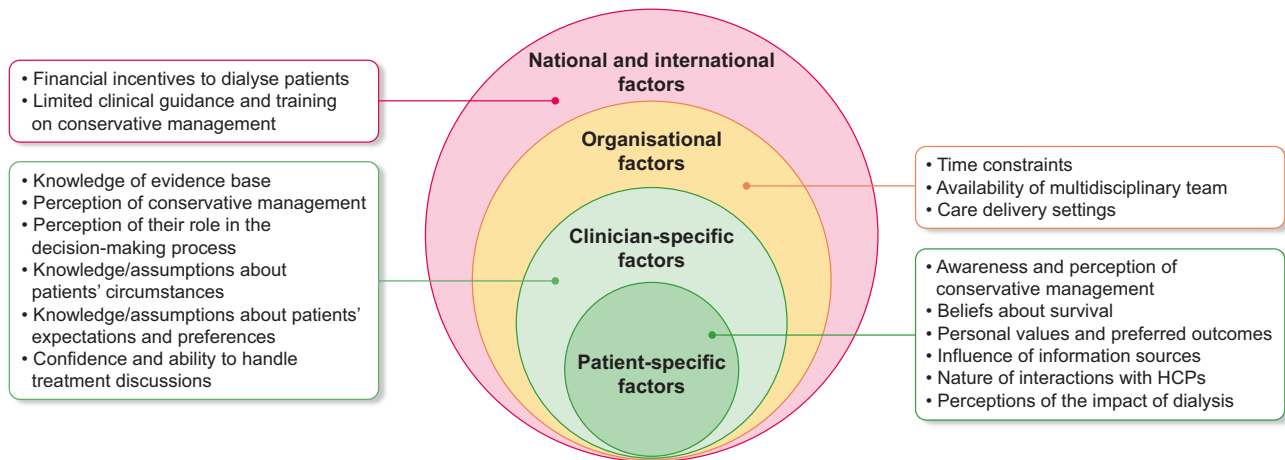 National and international
factors
• Financial incentives to dialyse patients
• Limited clinical guidance and training
on conservative management
Organisational
factors
• Time constraints
• Availability of multidisciplinary team
• Care delivery settings
Clinician-specific
factors
• Knowledge of evidence base
• Perception of conservative management
• Perception of their role in the
decision-making process
• Knowledge/assumptions about
patients’ circumstances
• Knowledge/assumptions about patients’
expectations and preferences
• Confidence and ability to handle
treatment discussions
Patient-specific
factors
• Awareness and perception of
conservative management
• Beliefs about survival
• Personal values and preferred outcomes
• Influence of information sources
• Nature of interactions with HCPs
• Perceptions of the impact of dialysis